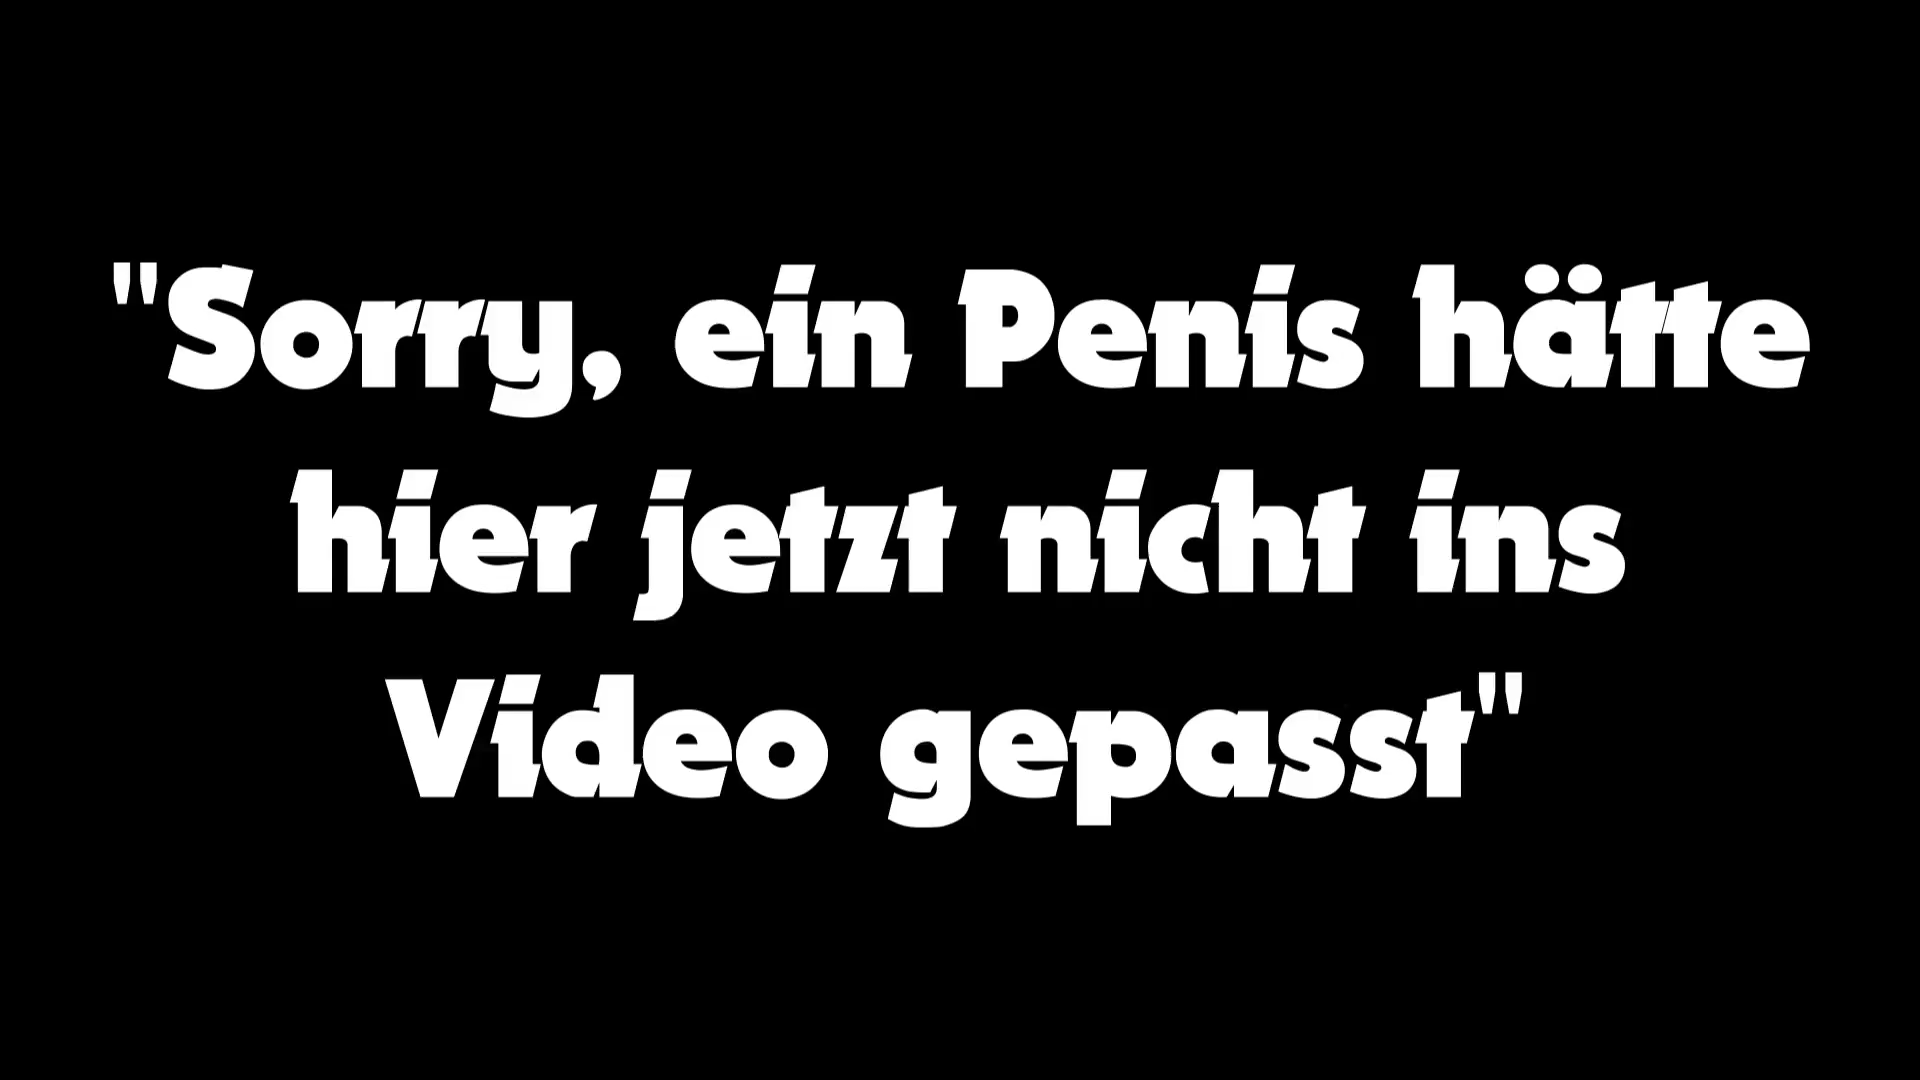 "Sorry, ein Penis hätte
hier jetzt nicht ins
Video gepasst"